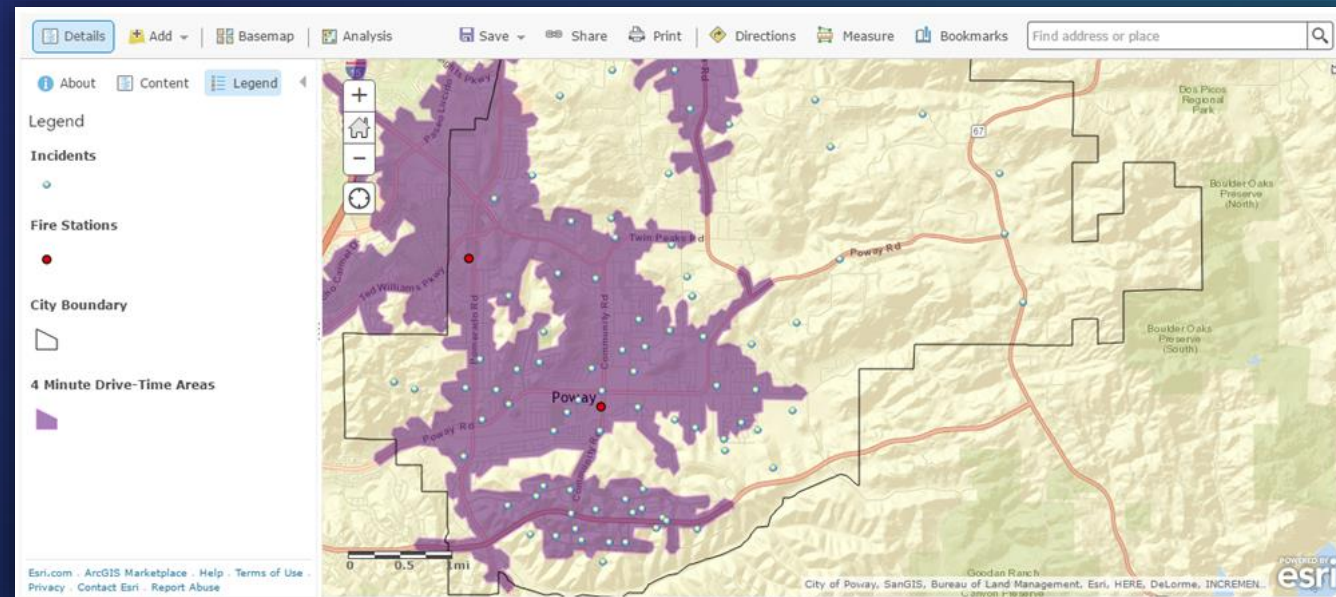 Details Add Basemap Analysis Save Share Print Directions Measure Bookmarks Find address or place
About Content Legend
Legend
Incidents
Fire Stations
City Boundary
4 Minute Drive-Time Areas
Esri.com . ArcGIS Marketplace . Help . Terms of Use .
Privacy . Contact Esri . Report Abuse
Dos Picos
Regional
Park
67
Boulder Oaks
Preserve
(North)
Twin Peaks Rd
Poway Rd
Ted Williams Pkwy
Community Rd
Boulder Oaks
Preserve
(South)
Poway
Poway Rd
0 0.5 1mi
Goodan Ranch
City of Poway, SanGIS, Bureau of Land Management, Esri, HERE, DeLorme, INCREMEN...
POWERED BY
esri